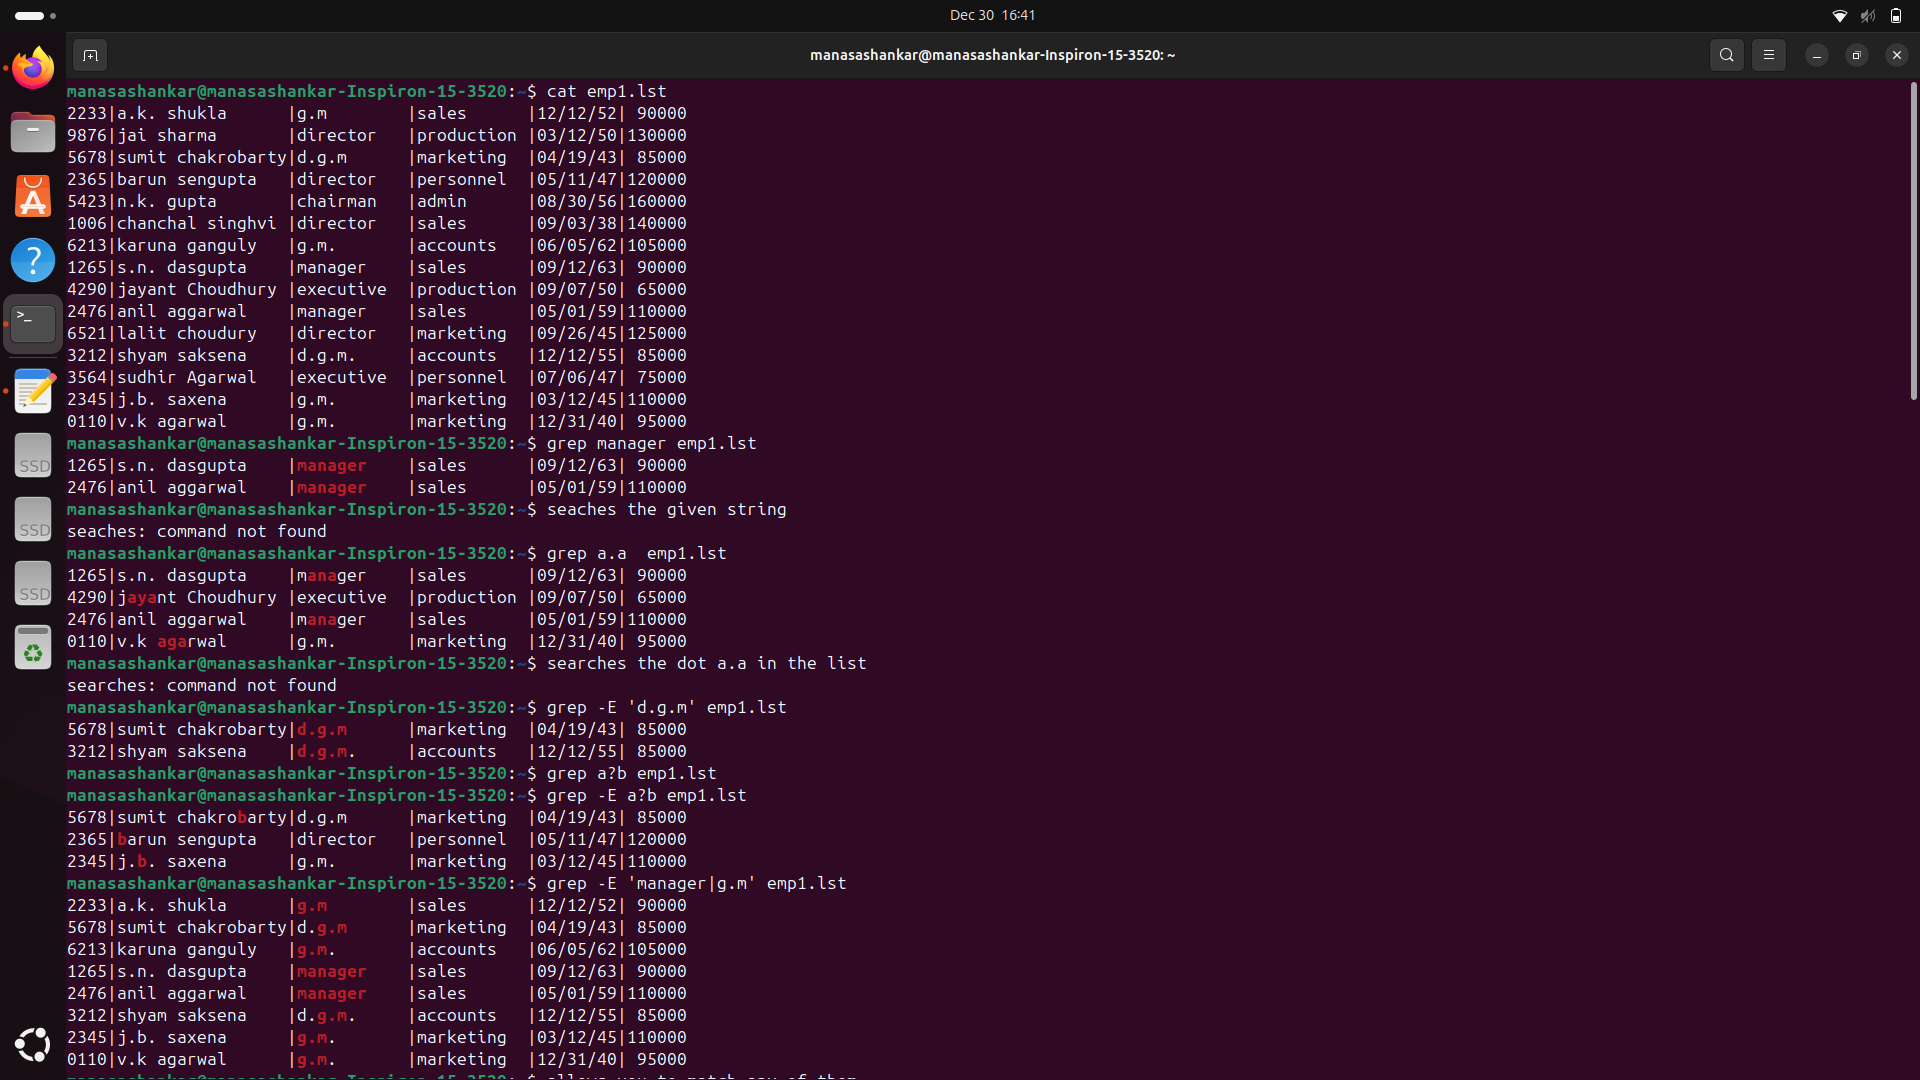 Dec 30 16:41
manasashankar@manasashankar-Inspiron-15-3520: ~
manasashankar@manasashankar-Inspiron-15-3520:~$ cat emp1.lst
2233|a.k. shukla      |g.m        |sales      |12/12/52| 90000
9876|jai sharma       |director   |production |03/12/50|130000
5678|sumit chakrobarty|d.g.m      |marketing  |04/19/43| 85000
2365|barun sengupta   |director   |personnel  |05/11/47|120000
5423|n.k. gupta       |chairman   |admin      |08/30/56|160000
1006|chanchal singhvi |director   |sales      |09/03/38|140000
6213|karuna ganguly   |g.m.       |accounts   |06/05/62|105000
1265|s.n. dasgupta    |manager    |sales      |09/12/63| 90000
4290|jayant Choudhury |executive  |production |09/07/50| 65000
2476|anil aggarwal    |manager    |sales      |05/01/59|110000
6521|lalit choudury   |director   |marketing  |09/26/45|125000
3212|shyam saksena    |d.g.m.     |accounts   |12/12/55| 85000
3564|sudhir Agarwal   |executive  |personnel  |07/06/47| 75000
2345|j.b. saxena      |g.m.       |marketing  |03/12/45|110000
0110|v.k agarwal      |g.m.       |marketing  |12/31/40| 95000
manasashankar@manasashankar-Inspiron-15-3520:~$ grep manager emp1.lst
1265|s.n. dasgupta    |manager    |sales      |09/12/63| 90000
2476|anil aggarwal    |manager    |sales      |05/01/59|110000
manasashankar@manasashankar-Inspiron-15-3520:~$ seaches the given string
seaches: command not found
manasashankar@manasashankar-Inspiron-15-3520:~$ grep a.a  emp1.lst
1265|s.n. dasgupta    |manager    |sales      |09/12/63| 90000
4290|jayant Choudhury |executive  |production |09/07/50| 65000
2476|anil aggarwal    |manager    |sales      |05/01/59|110000
0110|v.k agarwal      |g.m.       |marketing  |12/31/40| 95000
manasashankar@manasashankar-Inspiron-15-3520:~$ searches the dot a.a in the list
searches: command not found
manasashankar@manasashankar-Inspiron-15-3520:~$ grep -E 'd.g.m' emp1.lst
5678|sumit chakrobarty|d.g.m      |marketing  |04/19/43| 85000
3212|shyam saksena    |d.g.m.     |accounts   |12/12/55| 85000
manasashankar@manasashankar-Inspiron-15-3520:~$ grep a?b emp1.lst
manasashankar@manasashankar-Inspiron-15-3520:~$ grep -E a?b emp1.lst
5678|sumit chakrobarty|d.g.m      |marketing  |04/19/43| 85000
2365|barun sengupta   |director   |personnel  |05/11/47|120000
2345|j.b. saxena      |g.m.       |marketing  |03/12/45|110000
manasashankar@manasashankar-Inspiron-15-3520:~$ grep -E 'manager|g.m' emp1.lst
2233|a.k. shukla      |g.m        |sales      |12/12/52| 90000
5678|sumit chakrobarty|d.g.m      |marketing  |04/19/43| 85000
6213|karuna ganguly   |g.m.       |accounts   |06/05/62|105000
1265|s.n. dasgupta    |manager    |sales      |09/12/63| 90000
2476|anil aggarwal    |manager    |sales      |05/01/59|110000
3212|shyam saksena    |d.g.m.     |accounts   |12/12/55| 85000
2345|j.b. saxena      |g.m.       |marketing  |03/12/45|110000
0110|v.k agarwal      |g.m.       |marketing  |12/31/40| 95000
SSD
SSD
SSD